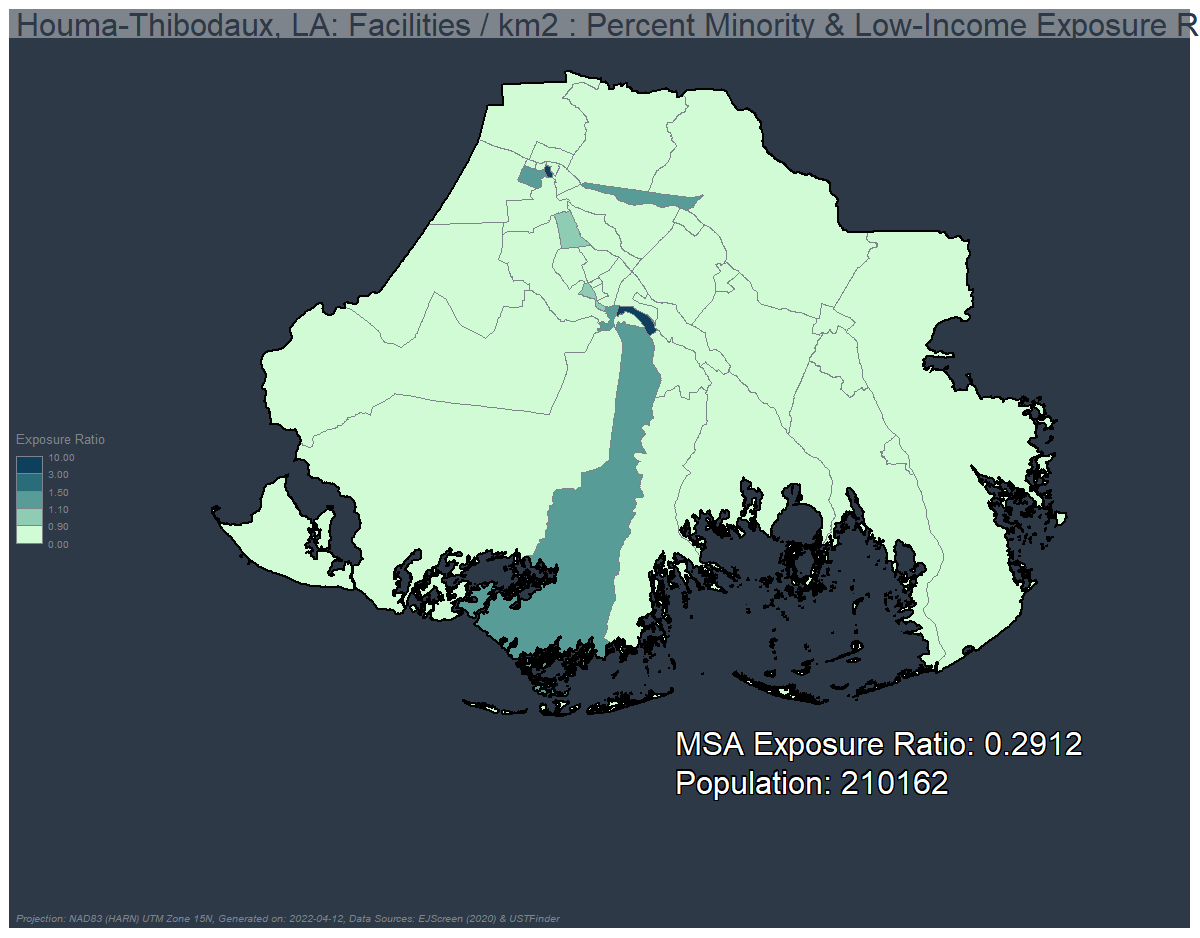 Houma-Thibodaux, LA: Facilities / km2 : Percent Minority & Low-Income Exposure R
Exposure Ratio
10.00
3.00
1.50
1.10
0.90
0.00
MSA Exposure Ratio: 0.2912
Population: 210162
Projection: NAD83 (HARN) UTM Zone 15N, Generated on: 2022-04-12, Data Sources: EJScreen (2020) & USTFinder